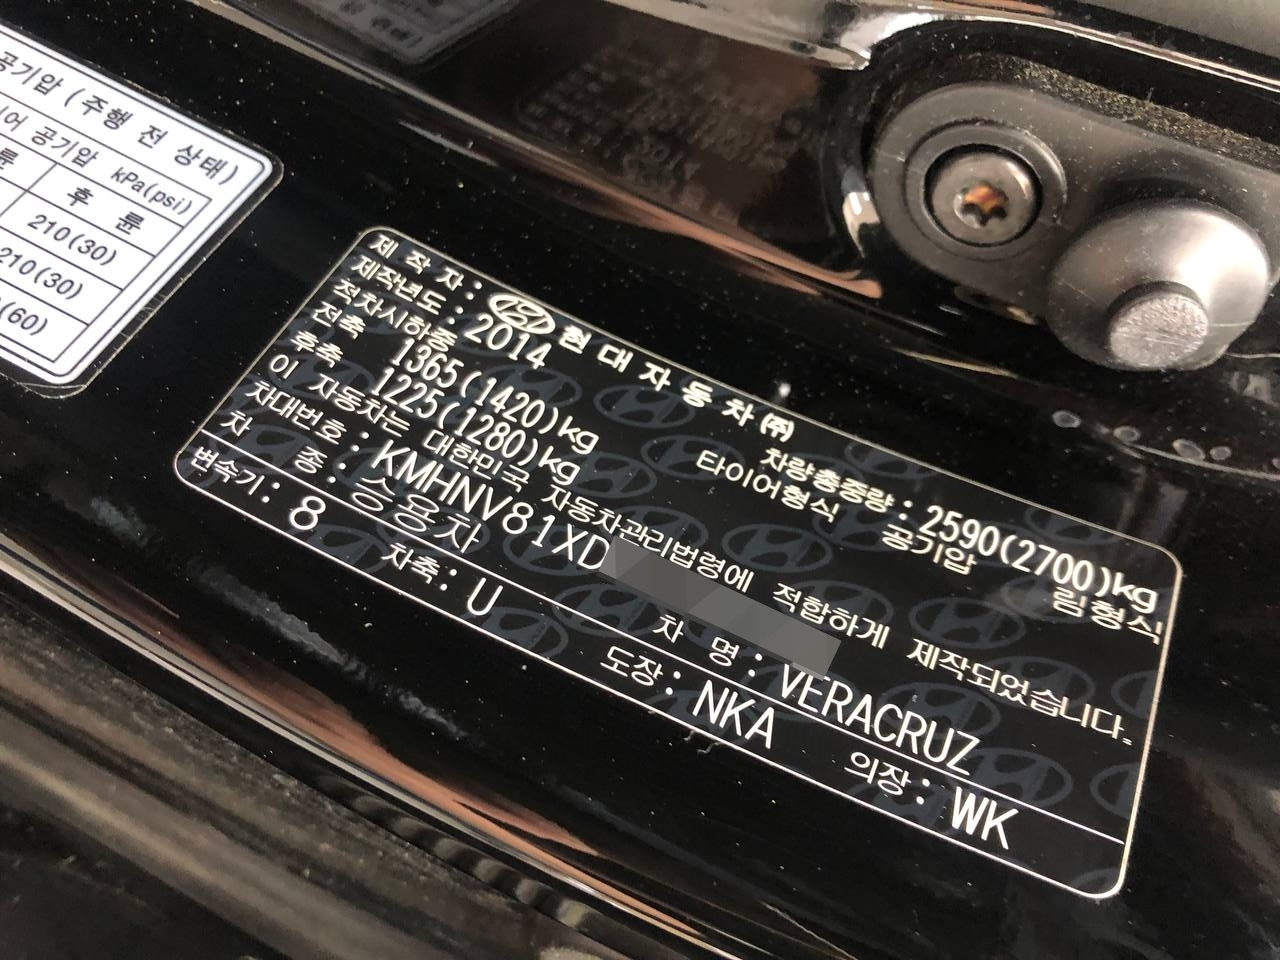 공기압 (주행 전 상태)
어 공기압 kPa(psi)
륜 후 륜
210(30)
210(30)
(60)
제 작 자 : 현 대 자 동 차 ㈜
제작년도 : 2014
적차시하중 차량총중량 : 2590(2700)kg
전축 1365(1420)kg 타이어형식 공기압 림형식
후축 1225(1280)kg
이 자동차는 대한민국 자동차관리법령에 적합하게 제작되었습니다.
차대번호 : KMHNV81XD
차 종 : 승용차 차 명 : VERACRUZ
변속기 : 8 차축 : U 도장 : NKA 의장 : WK